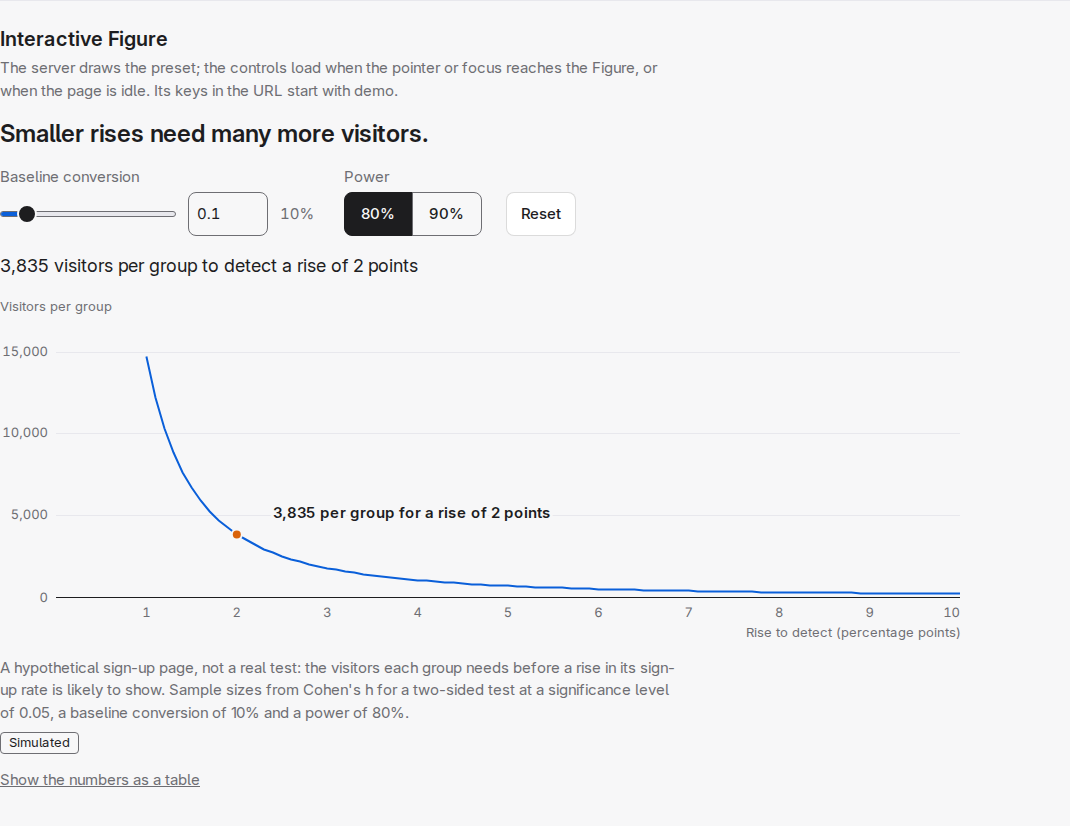 Interactive Figure
The server draws the preset; the controls load when the pointer or focus reaches the Figure, or
when the page is idle. Its keys in the URL start with demo.
Smaller rises need many more visitors.
Baseline conversion
Power
0.1
10%
80%
90%
Reset
3,835 visitors per group to detect a rise of 2 points
Visitors per group
15,000
10,000
5,000
3,835 per group for a rise of 2 points
0
1 2 3 4 5 6 7 8 9 10
Rise to detect (percentage points)
A hypothetical sign-up page, not a real test: the visitors each group needs before a rise in its sign-
up rate is likely to show. Sample sizes from Cohen's h for a two-sided test at a significance level
of 0.05, a baseline conversion of 10% and a power of 80%.
Simulated
Show the numbers as a table